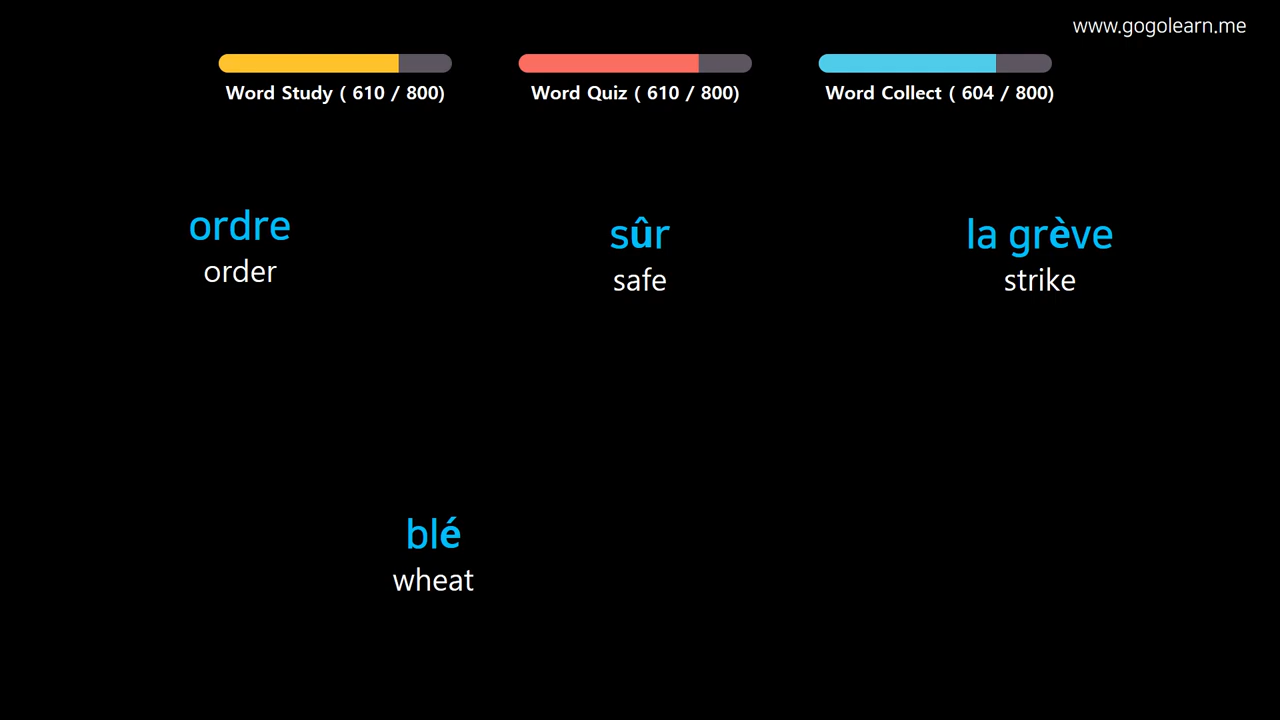 www.gogolearn.me
Word Study ( 610 / 800)
Word Quiz ( 610 / 800)
Word Collect ( 604 / 800)
ordre
order
sûr
safe
la grève
strike
blé
wheat